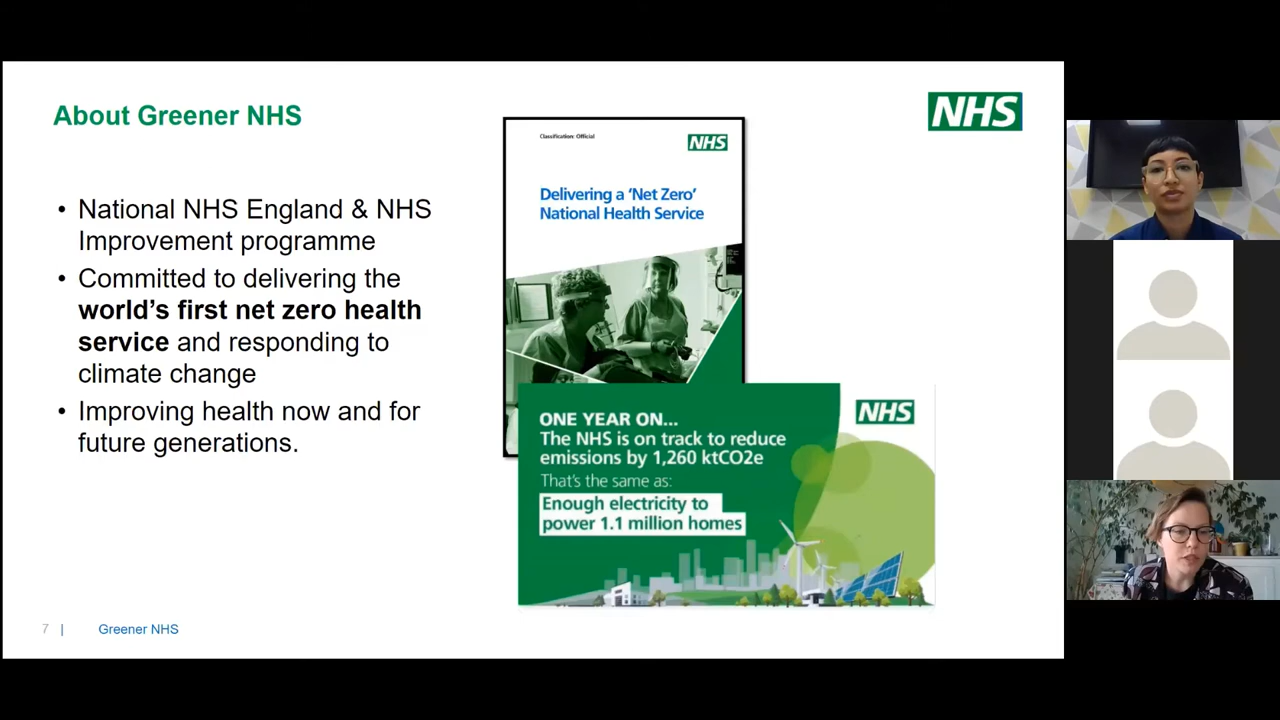 About Greener NHS
NHS
• National NHS England & NHS
Improvement programme
• Committed to delivering the
world’s first net zero health
service and responding to
climate change
• Improving health now and for
future generations.
Classification: Official
NHS
Delivering a ‘Net Zero’
National Health Service
ONE YEAR ON...
NHS
The NHS is on track to reduce
emissions by 1,260 ktCO2e
That’s the same as:
Enough electricity to
power 1.1 million homes
7 | Greener NHS